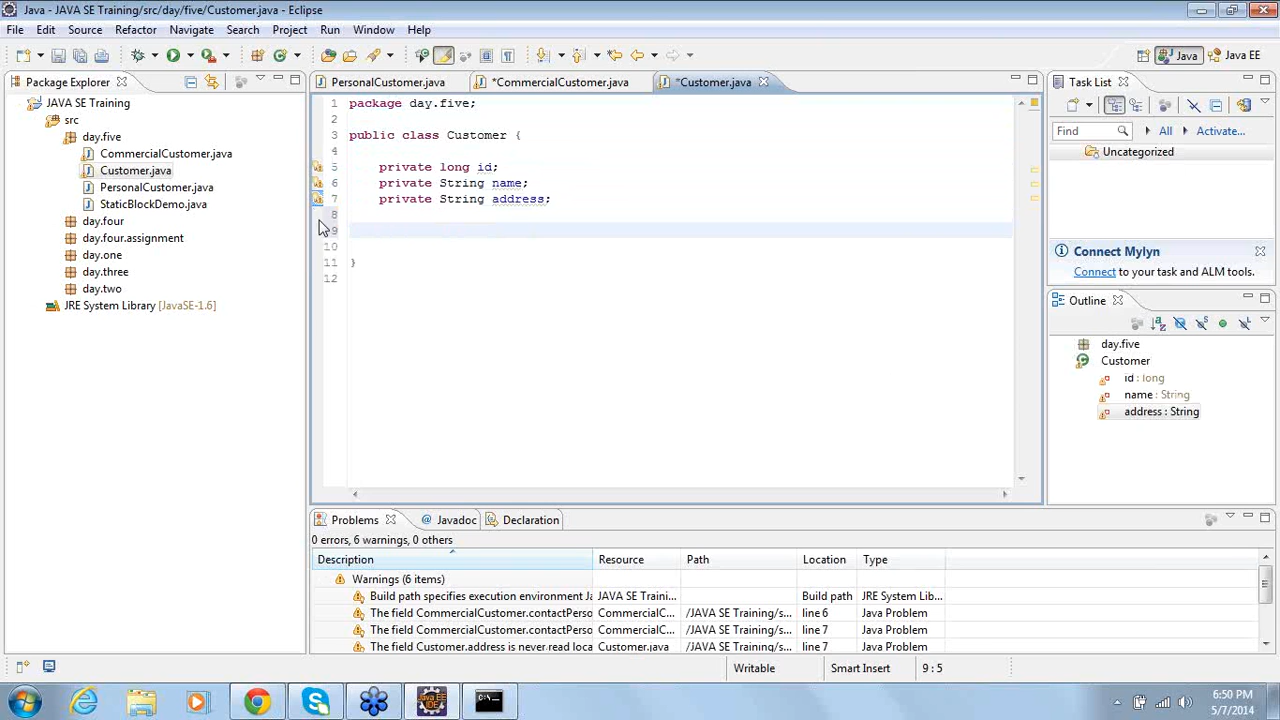 Java - JAVA SE Training/src/day/five/Customer.java - Eclipse
File Edit Source Refactor Navigate Search Project Run Window Help
Java Java EE
Package Explorer
JAVA SE Training
src
day.five
CommercialCustomer.java
Customer.java
PersonalCustomer.java
StaticBlockDemo.java
day.four
day.four.assignment
day.one
day.three
day.two
JRE System Library [JavaSE-1.6]
PersonalCustomer.java *CommercialCustomer.java *Customer.java
1 package day.five;
2
3 public class Customer {
4
5 private long id;
6 private String name;
7 private String address;
8
9
10
11 }
12
Task List
Find All Activate...
Uncategorized
Connect Mylyn
Connect to your task and ALM tools.
Outline
day.five
Customer
id : long
name : String
address : String
Problems @ Javadoc Declaration
0 errors, 6 warnings, 0 others
Description Resource Path Location Type
Warnings (6 items)
Build path specifies execution environment Ja JAVA SE Traini... Build path JRE System Lib...
The field CommercialCustomer.contactPerso CommercialC... /JAVA SE Training/s... line 6 Java Problem
The field CommercialCustomer.contactPerso CommercialC... /JAVA SE Training/s... line 7 Java Problem
The field Customer.address is never read loca Customer.java /JAVA SE Training/s... line 7 Java Problem
Writable Smart Insert 9 : 5
Java EE
IDE
6:50 PM
5/7/2014